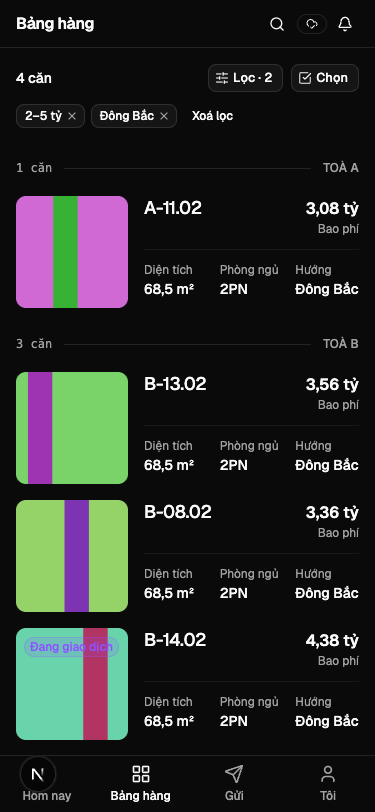 Bảng hàng
4 căn
Lọc · 2
Chọn
2–5 tỷ
Đông Bắc
Xoá lọc
1 căn
TOÀ A
A-11.02
3,08 tỷ
Bao phí
Diện tích Phòng ngủ Hướng
68,5 m² 2PN Đông Bắc
3 căn
TOÀ B
B-13.02
3,56 tỷ
Bao phí
Diện tích Phòng ngủ Hướng
68,5 m² 2PN Đông Bắc
B-08.02
3,36 tỷ
Bao phí
Diện tích Phòng ngủ Hướng
68,5 m² 2PN Đông Bắc
Đang giao dịch
B-14.02
4,38 tỷ
Bao phí
Diện tích Phòng ngủ Hướng
68,5 m² 2PN Đông Bắc
N
Hôm nay Bảng hàng Gửi Tôi